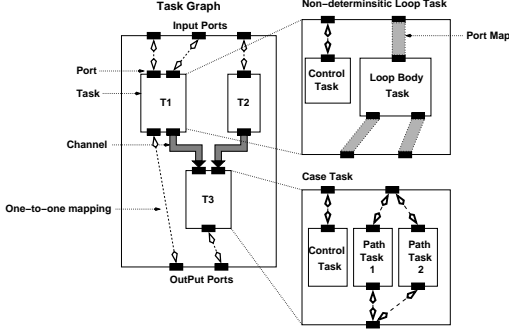 Task Graph
Non-determinsitic Loop Task
Input Ports
Port Map
Port
Task
T1
T2
Control
Task
Loop Body
Task
Channel
Case Task
T3
One-to-one mapping
Control
Task
Path
Task
1
Path
Task
2
OutPut Ports